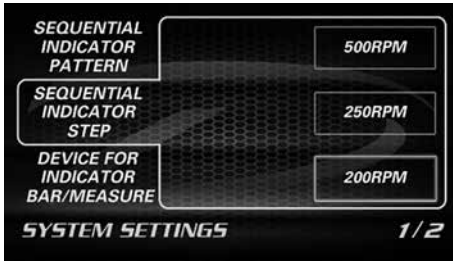 SEQUENTIAL
INDICATOR
PATTERN
500RPM
SEQUENTIAL
INDICATOR
STEP
250RPM
DEVICE FOR
INDICATOR
BAR/MEASURE
200RPM
SYSTEM SETTINGS
1/2